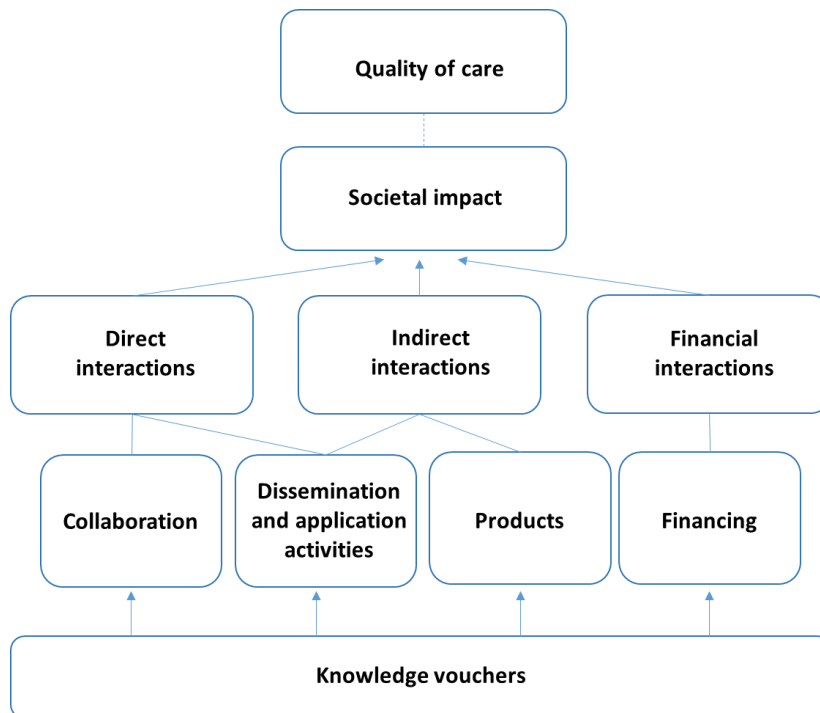 Quality of care
Societal impact
Direct
interactions
Indirect
interactions
Financial
interactions
Collaboration
Dissemination
and application
activities
Products
Financing
Knowledge vouchers